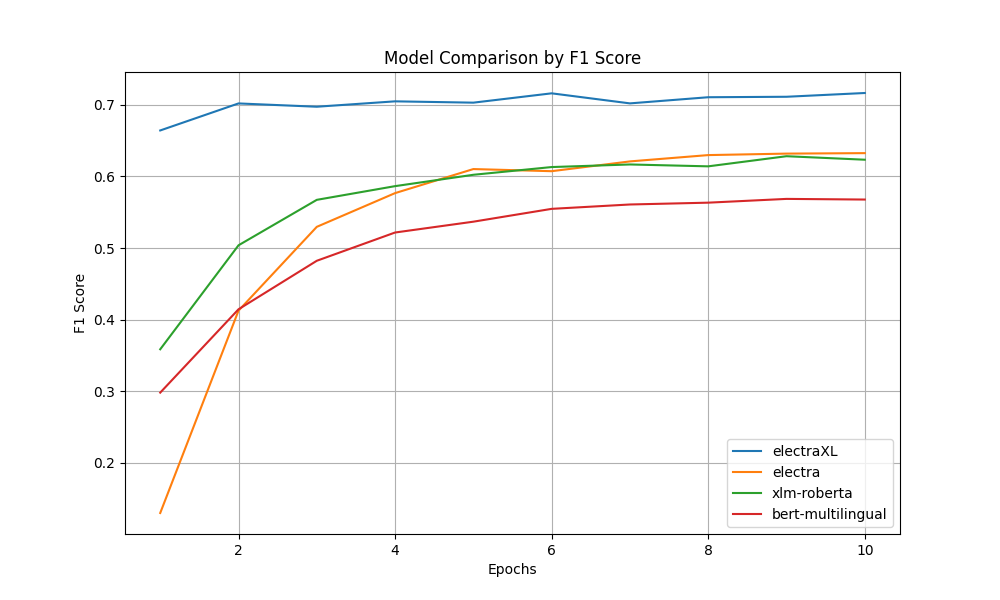 Model Comparison by F1 Score
F1 Score
0.7
0.6
0.5
0.4
0.3
0.2
2
4
6
8
10
Epochs
electraXL
electra
xlm-roberta
bert-multilingual